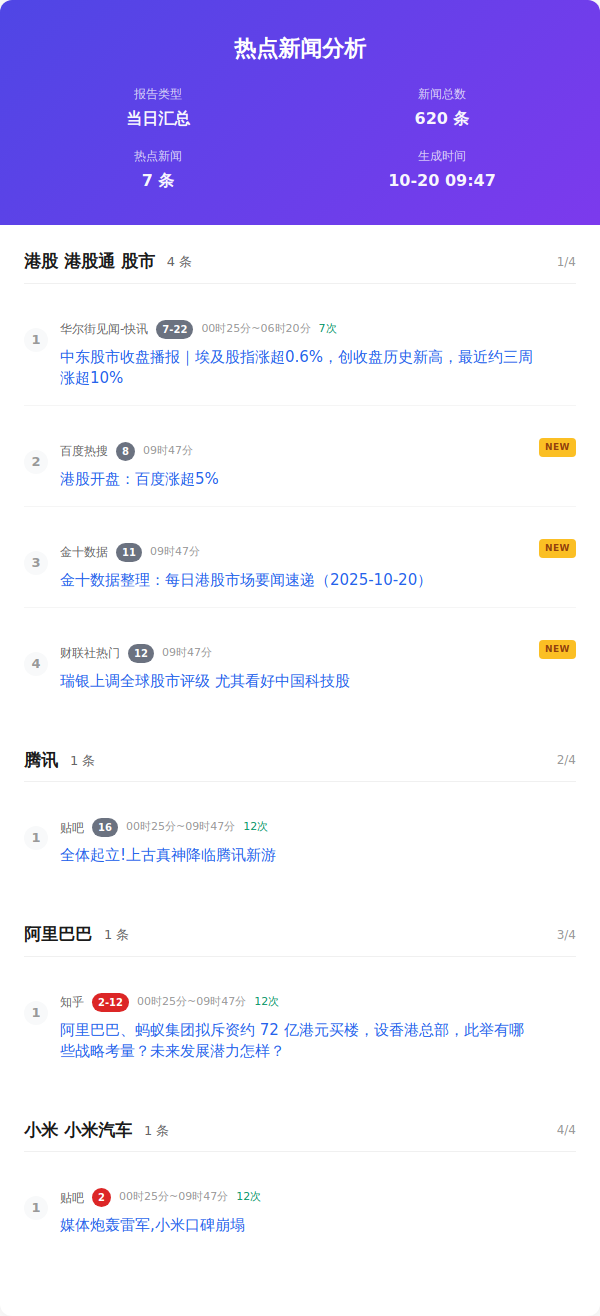 热点新闻分析
报告类型 新闻总数
当日汇总 620 条
热点新闻 生成时间
7 条 10-20 09:47
港股 港股通 股市 4 条 1/4
1 华尔街见闻-快讯 7-22 00时25分~06时20分 7次
中东股市收盘播报｜埃及股指涨超0.6%，创收盘历史新高，最近约三周
涨超10%
2 百度热搜 8 09时47分 NEW
港股开盘：百度涨超5%
3 金十数据 11 09时47分 NEW
金十数据整理：每日港股市场要闻速递（2025-10-20）
4 财联社热门 12 09时47分 NEW
瑞银上调全球股市评级 尤其看好中国科技股
腾讯 1 条 2/4
1 贴吧 16 00时25分~09时47分 12次
全体起立!上古真神降临腾讯新游
阿里巴巴 1 条 3/4
1 知乎 2-12 00时25分~09时47分 12次
阿里巴巴、蚂蚁集团拟斥资约 72 亿港元买楼，设香港总部，此举有哪
些战略考量？未来发展潜力怎样？
小米 小米汽车 1 条 4/4
1 贴吧 2 00时25分~09时47分 12次
媒体炮轰雷军,小米口碑崩塌